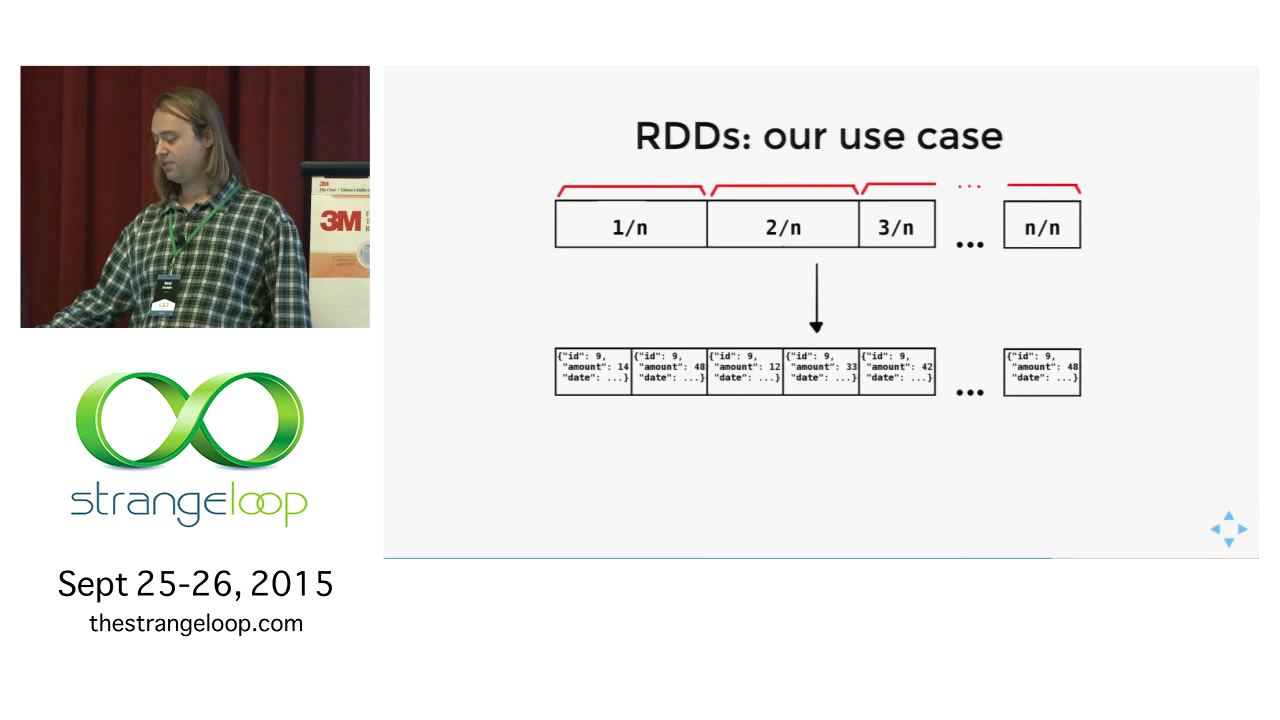 RDDs: our use case
1/n 2/n 3/n ... n/n
{"id": 9, {"id": 9, {"id": 9, {"id": 9, {"id": 9, {"id": 9,
"amount": 14 "amount": 48 "amount": 12 "amount": 33 "amount": 42 ... "amount": 48
"date": ...} "date": ...} "date": ...} "date": ...} "date": ...} "date": ...}
3M
3M
strangeloop
Sept 25-26, 2015
thestrangeloop.com